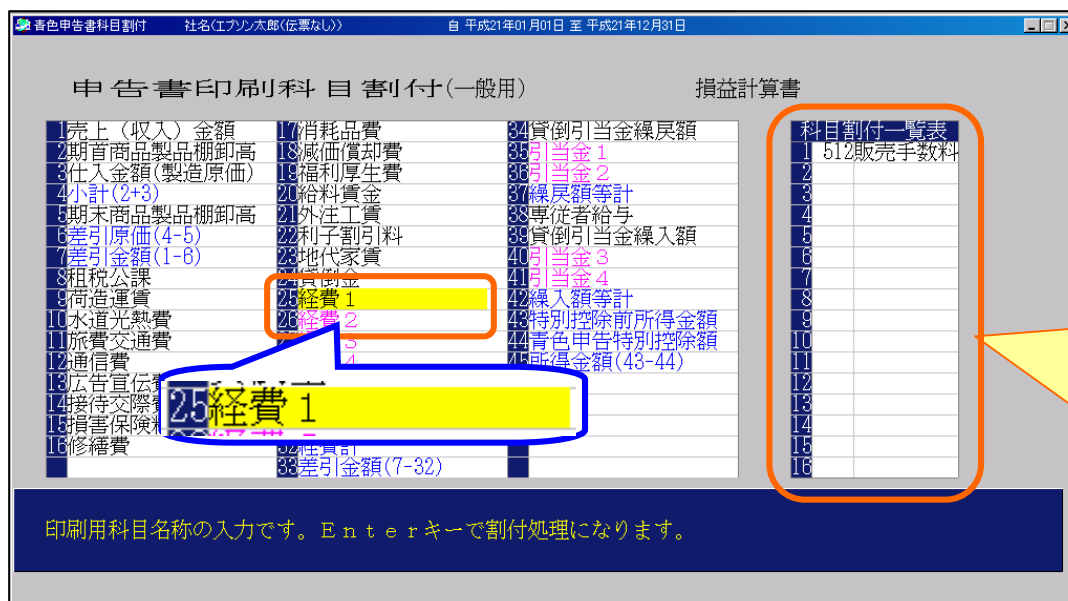 青色申告書科目割付 社名(エプソン太郎(伝票なし)) 自 平成21年01月01日 至 平成21年12月31日
申告書印刷科目割付(一般用) 損益計算書
1売上（収入）金額
2期首商品製品棚卸高
3仕入金額(製造原価)
4小計(2+3)
5期末商品製品棚卸高
6差引原価(4-5)
7差引金額(1-6)
8租税公課
9荷造運賃
10水道光熱費
11旅費交通費
12通信費
13広告宣伝
14接待交際
15損害保険
16修繕費
17消耗品費
18減価償却費
19福利厚生費
20給料賃金
21外注工賃
22利子割引料
23地代家賃
24貸倒金
25経費１
26経費２
25経費１
32経費計
33差引金額(7-32)
34貸倒引当金繰戻額
35引当金１
36引当金２
37繰戻額等計
38専従者給与
39貸倒引当金繰入額
40引当金３
41引当金４
42繰入額等計
43特別控除前所得金額
44青色申告特別控除額
45所得金額(43-44)
科目割付一覧表
1 512販売手数料
2
3
4
5
6
7
8
9
10
11
12
13
14
15
16
印刷用科目名称の入力です。Ｅｎｔｅｒキーで割付処理になります。